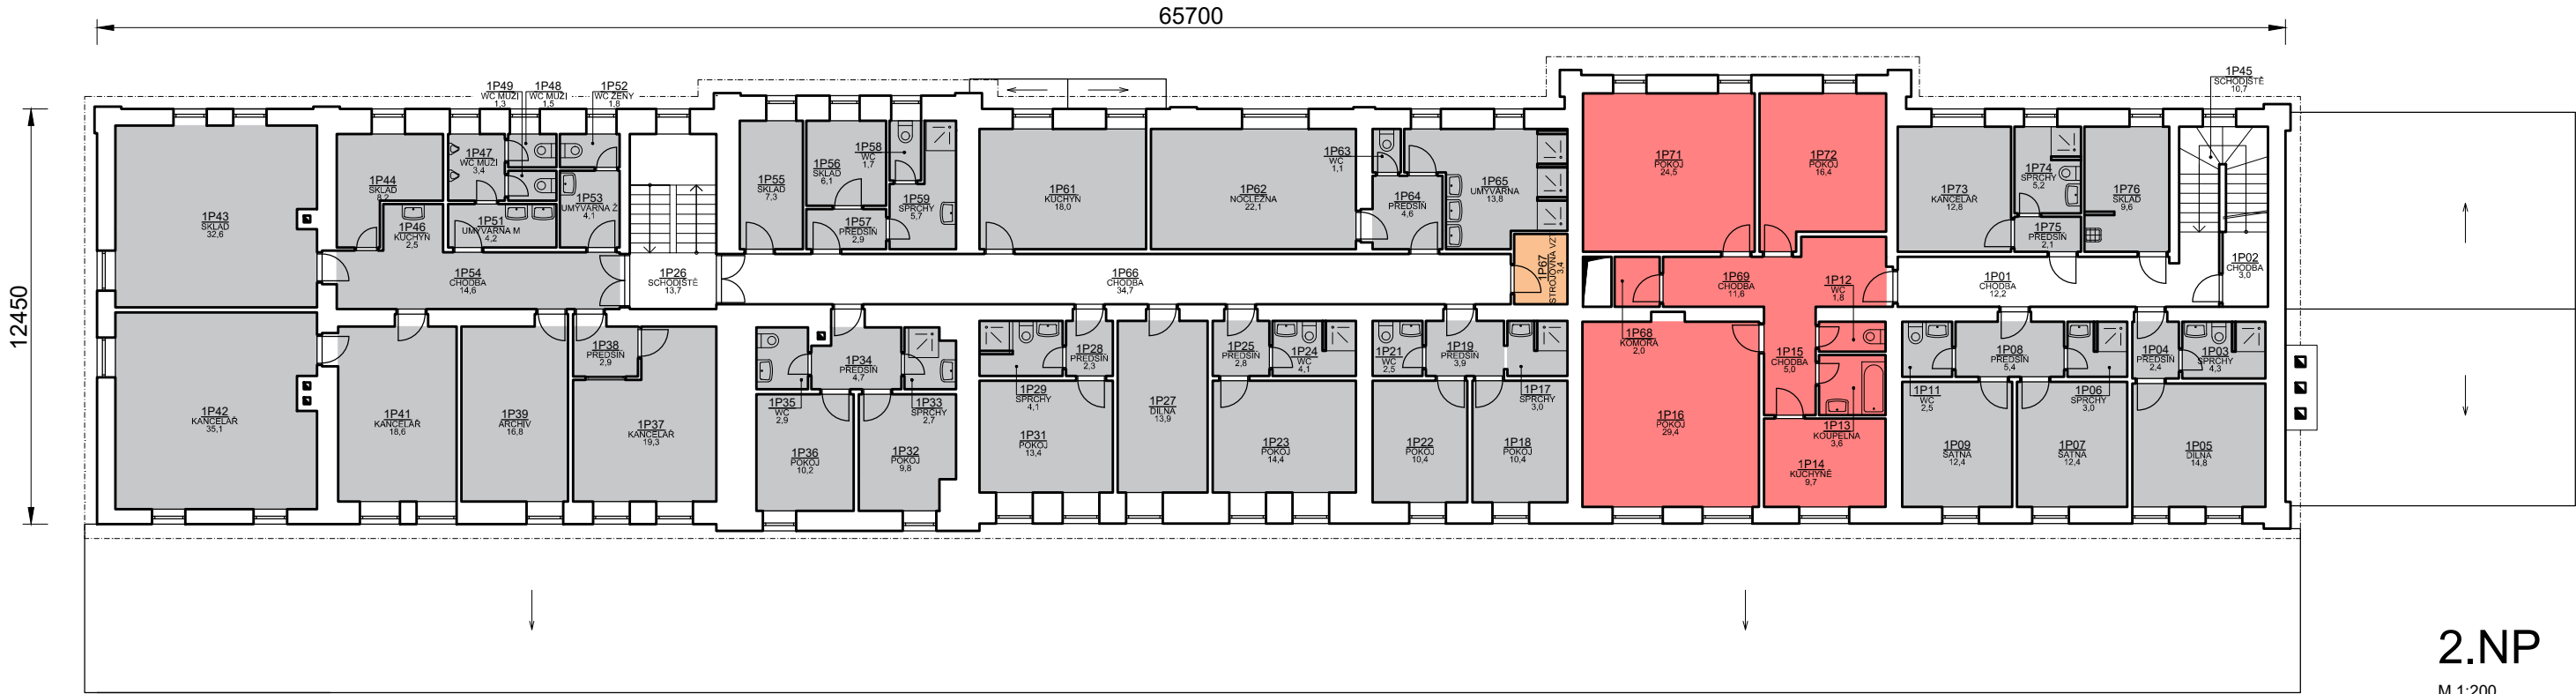 65700
12450
1P49
WC MUŽI
1,3
1P48
WC MUŽI
1,5
1P52
WC ŽENY
1,8
1P45
SCHODIŠTĚ
10,7
1P43
SKLAD
32,6
1P44
SKLAD
8,2
1P47
WC MUŽI
3,4
1P46
KUCHYŇ
2,5
1P51
UMÝVÁRNA M
4,2
1P53
UMÝVÁRNA Ž
4,1
1P54
CHODBA
14,6
1P26
SCHODIŠTĚ
13,7
1P55
SKLAD
7,3
1P56
SKLAD
6,1
1P57
PŘEDSÍŇ
2,9
1P58
WC
1,7
1P59
SPRCHY
5,7
1P61
KUCHYŇ
18,0
1P62
NOCLEŽNA
22,1
1P63
WC
1,1
1P64
PŘEDSÍŇ
4,6
1P65
UMÝVÁRNA
13,8
1P66
CHODBA
34,7
1P67
STROJOVNA VZT
3,4
1P71
POKOJ
24,5
1P72
POKOJ
16,4
1P69
CHODBA
11,6
1P12
WC
1,8
1P73
KANCELÁŘ
12,8
1P74
SPRCHY
5,2
1P75
PŘEDSÍŇ
2,1
1P76
SKLAD
9,6
1P01
CHODBA
12,2
1P02
CHODBA
3,0
1P42
KANCELÁŘ
35,1
1P41
KANCELÁŘ
18,6
1P39
ARCHIV
16,8
1P38
PŘEDSÍŇ
2,9
1P37
KANCELÁŘ
19,3
1P34
PŘEDSÍŇ
4,7
1P35
WC
2,9
1P33
SPRCHY
2,7
1P36
POKOJ
10,2
1P32
POKOJ
9,8
1P28
PŘEDSÍŇ
2,3
1P29
SPRCHY
4,1
1P31
POKOJ
13,4
1P27
DÍLNA
13,9
1P25
PŘEDSÍŇ
2,8
1P24
WC
4,1
1P23
POKOJ
14,4
1P21
WC
2,5
1P19
PŘEDSÍŇ
3,9
1P17
SPRCHY
3,0
1P22
POKOJ
10,4
1P18
POKOJ
10,4
1P68
KOMORA
2,0
1P15
CHODBA
5,0
1P16
POKOJ
29,4
1P13
KOUPELNA
3,6
1P14
KUCHYNĚ
9,7
1P08
PŘEDSÍŇ
5,4
1P11
WC
2,5
1P06
SPRCHY
3,0
1P04
PŘEDSÍŇ
2,4
1P03
SPRCHY
4,3
1P09
ŠATNA
12,4
1P07
ŠATNA
12,4
1P05
DÍLNA
14,8
2.NP
M 1:200